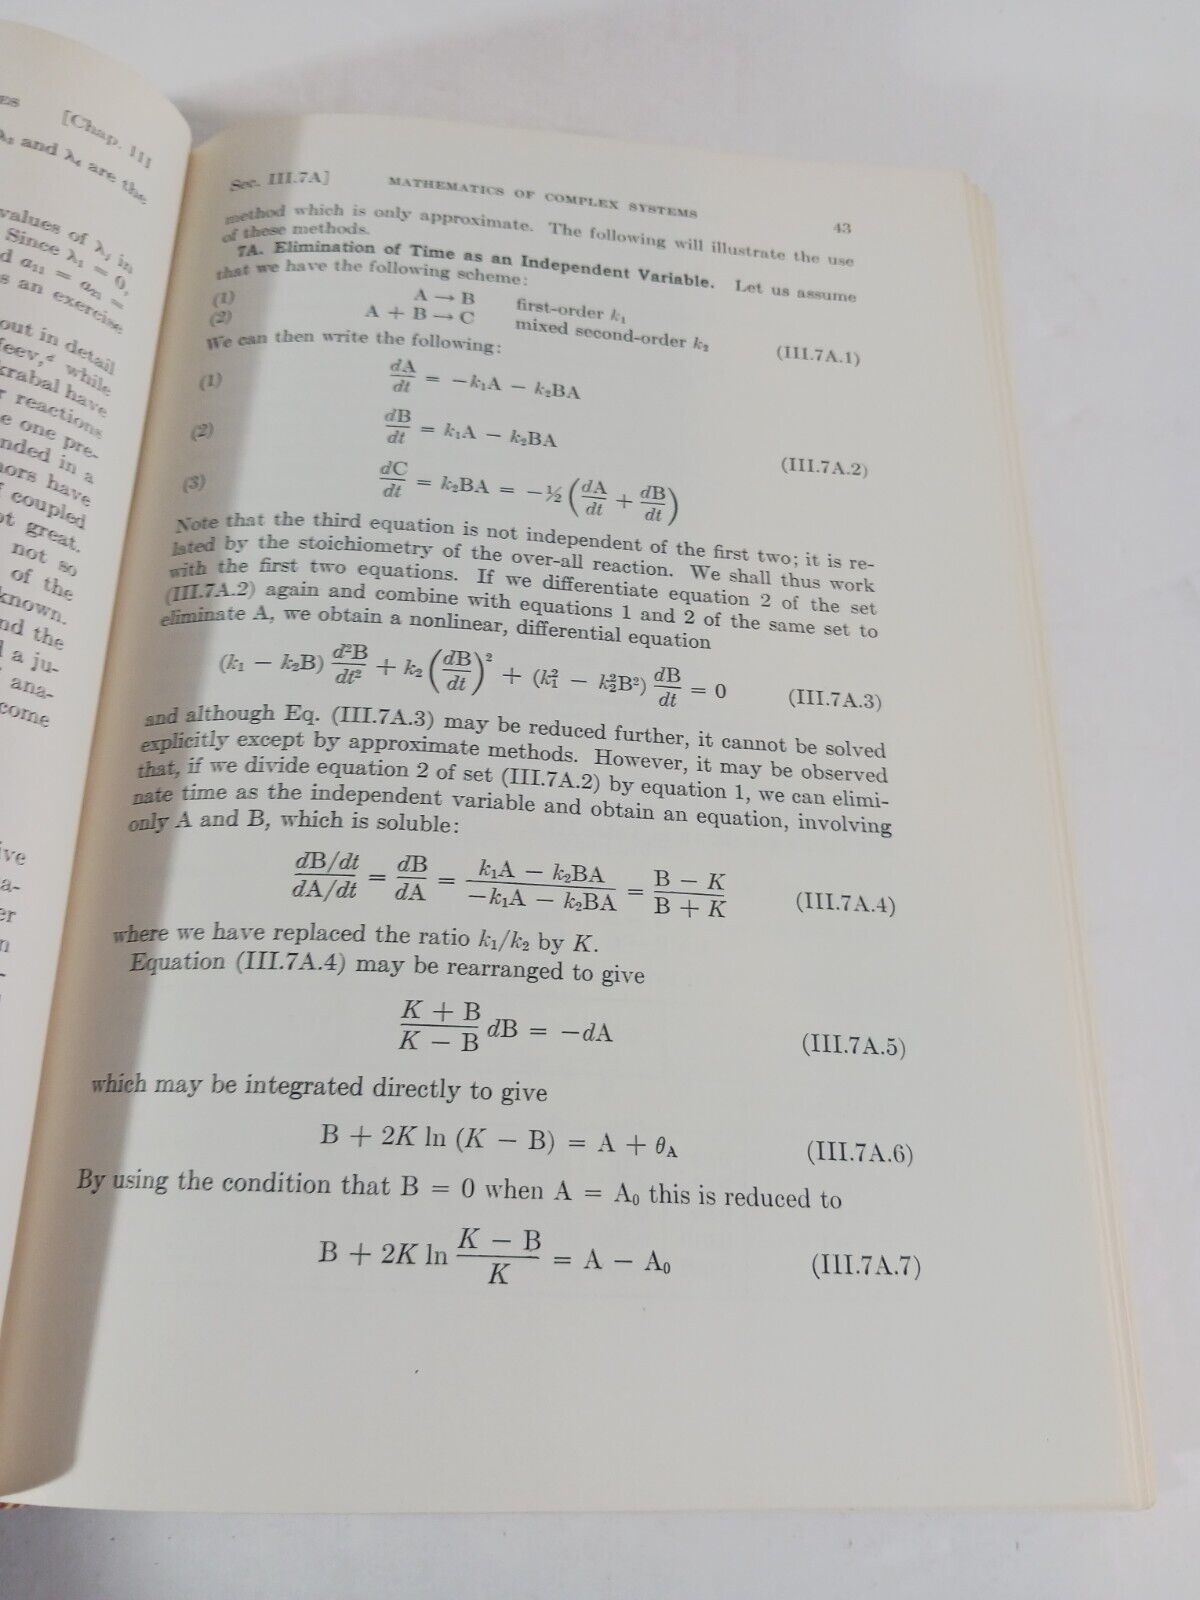 ES [Chap. III
λ₃ and λ₄ are the
values of λⱼ in
Since λ₁ = 0,
d a₁₁ = a₂₁ =
s an exercise
out in detail
feev,ᵈ while
krabal have
r reactions
e one pre-
nded in a
hors have
f coupled
ot great.
not so
of the
known.
nd the
a ju-
ana-
come
ive
a-
er
n
Sec. III.7A] MATHEMATICS OF COMPLEX SYSTEMS 43
method which is only approximate. The following will illustrate the use
of these methods.
7A. Elimination of Time as an Independent Variable. Let us assume
that we have the following scheme:
(1) A → B first-order k₁
(2) A + B → C mixed second-order k₂ (III.7A.1)
We can then write the following:
(1) dA/dt = −k₁A − k₂BA
(2) dB/dt = k₁A − k₂BA (III.7A.2)
(3) dC/dt = k₂BA = −½ (dA/dt + dB/dt)
Note that the third equation is not independent of the first two; it is re-
lated by the stoichiometry of the over-all reaction. We shall thus work
with the first two equations. If we differentiate equation 2 of the set
(III.7A.2) again and combine with equations 1 and 2 of the same set to
eliminate A, we obtain a nonlinear, differential equation
(k₁ − k₂B) d²B/dt² + k₂ (dB/dt)² + (k₁² − k₂²B²) dB/dt = 0 (III.7A.3)
and although Eq. (III.7A.3) may be reduced further, it cannot be solved
explicitly except by approximate methods. However, it may be observed
that, if we divide equation 2 of set (III.7A.2) by equation 1, we can elimi-
nate time as the independent variable and obtain an equation, involving
only A and B, which is soluble:
dB/dt / dA/dt = dB/dA = (k₁A − k₂BA)/(−k₁A − k₂BA) = (B − K)/(B + K) (III.7A.4)
where we have replaced the ratio k₁/k₂ by K.
Equation (III.7A.4) may be rearranged to give
(K + B)/(K − B) dB = −dA (III.7A.5)
which may be integrated directly to give
B + 2K ln (K − B) = A + θ_A (III.7A.6)
By using the condition that B = 0 when A = A₀ this is reduced to
B + 2K ln (K − B)/K = A − A₀ (III.7A.7)